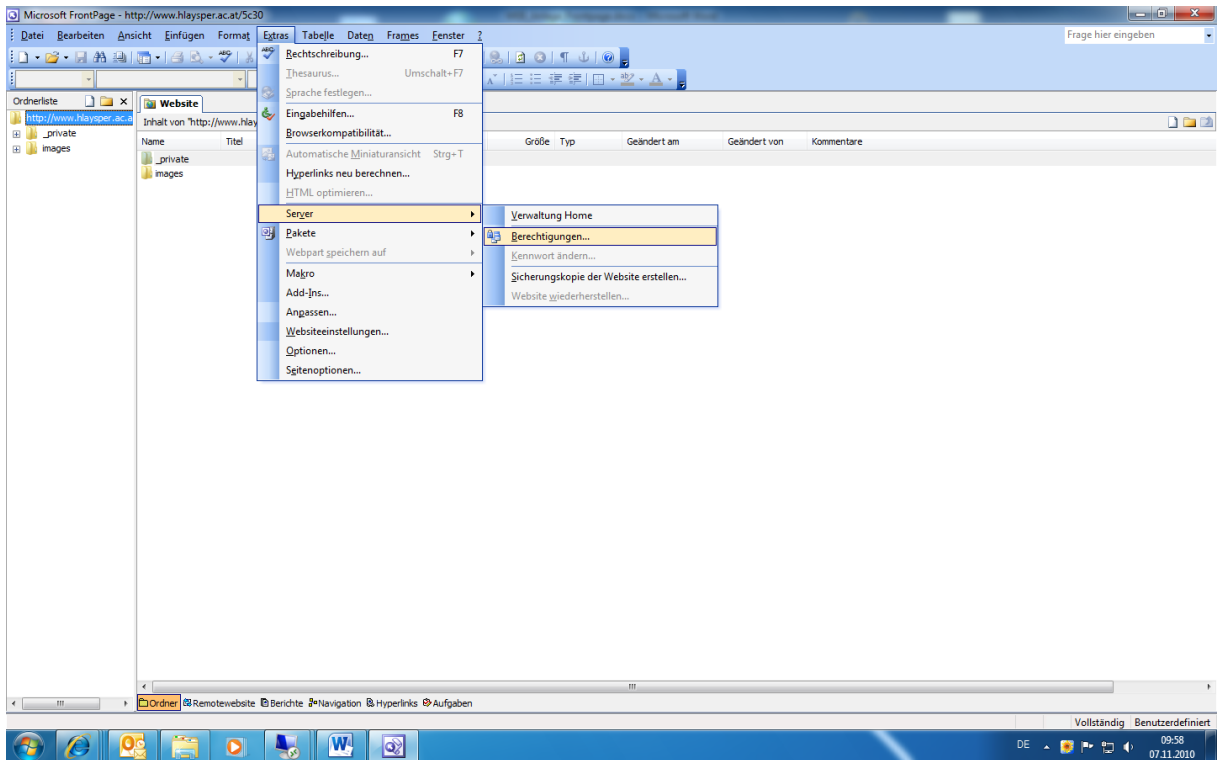 Microsoft FrontPage - http://www.hlaysper.ac.at/5c30
Datei Bearbeiten Ansicht Einfügen Format Extras Tabelle Daten Frames Fenster ?
Frage hier eingeben
Ordnerliste
http://www.hlaysper.ac.a
_private
images
Website
Inhalt von "http://www.hlay
Name Titel Größe Typ Geändert am Geändert von Kommentare
_private
images
Rechtschreibung... F7
Thesaurus... Umschalt+F7
Sprache festlegen...
Eingabehilfen... F8
Browserkompatibilität...
Automatische Miniaturansicht Strg+T
Hyperlinks neu berechnen...
HTML optimieren...
Server
Pakete
Webpart speichern auf
Makro
Add-Ins...
Anpassen...
Websiteeinstellungen...
Optionen...
Seitenoptionen...
Verwaltung Home
Berechtigungen...
Kennwort ändern...
Sicherungskopie der Website erstellen...
Website wiederherstellen...
Ordner Remotewebsite Berichte Navigation Hyperlinks Aufgaben
Vollständig Benutzerdefiniert
DE
09:58
07.11.2010